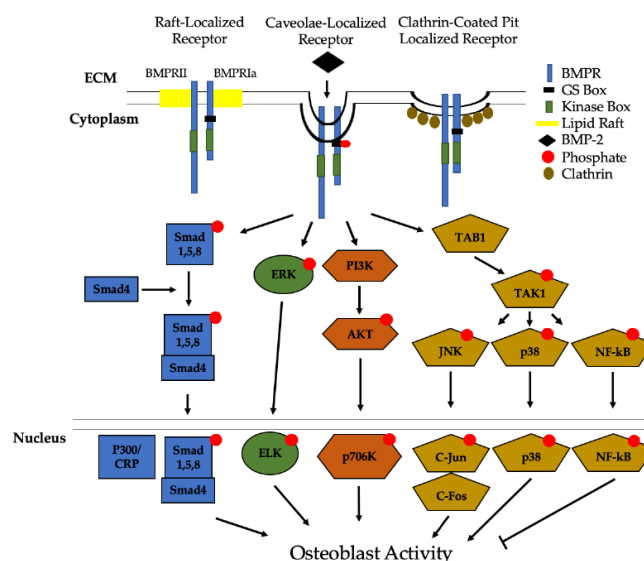 Raft-Localized
Receptor
Caveolae-Localized
Receptor
Clathrin-Coated Pit
Localized Receptor
ECM
BMPRII
BMPRIa
Cytoplasm
BMPR
GS Box
Kinase Box
Lipid Raft
BMP-2
Phosphate
Clathrin
Smad
1,5,8
ERK
PI3K
TAB1
Smad4
TAK1
Smad
1,5,8
Smad4
AKT
JNK
p38
NF-kB
Nucleus
P300/
CRP
Smad
1,5,8
Smad4
ELK
p706K
C-Jun
C-Fos
p38
NF-kB
Osteoblast Activity